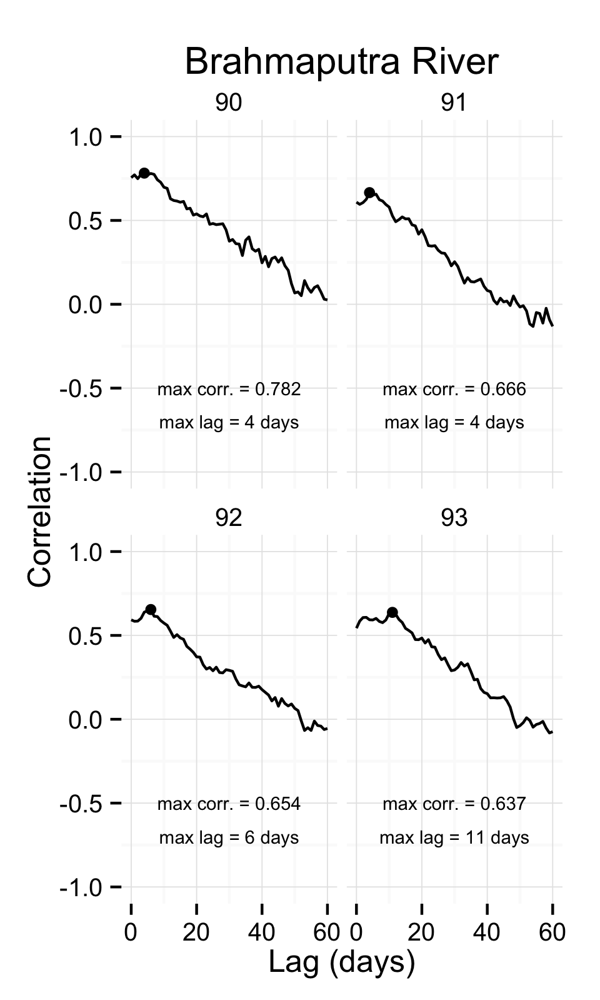 Brahmaputra River
90 91
1.0
0.5
0.0
-0.5
-1.0
max corr. = 0.782
max lag = 4 days
max corr. = 0.666
max lag = 4 days
Correlation
92 93
1.0
0.5
0.0
-0.5
-1.0
max corr. = 0.654
max lag = 6 days
max corr. = 0.637
max lag = 11 days
0 20 40 60 0 20 40 60
Lag (days)